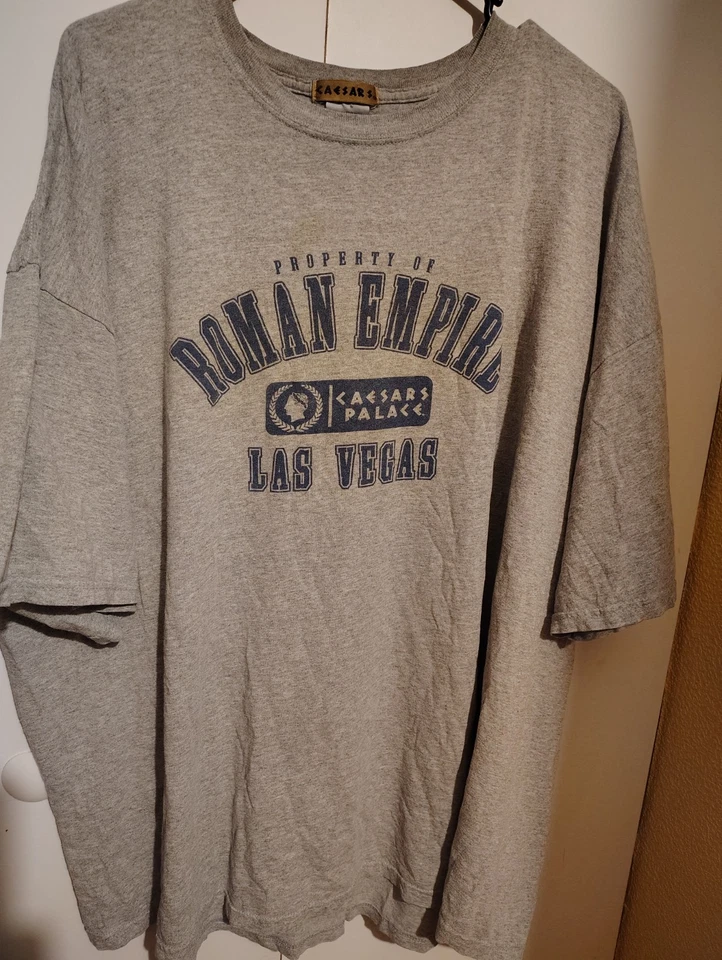 CAESARS
PROPERTY OF
ROMAN EMPIRE
CAESARS
PALACE
LAS VEGAS